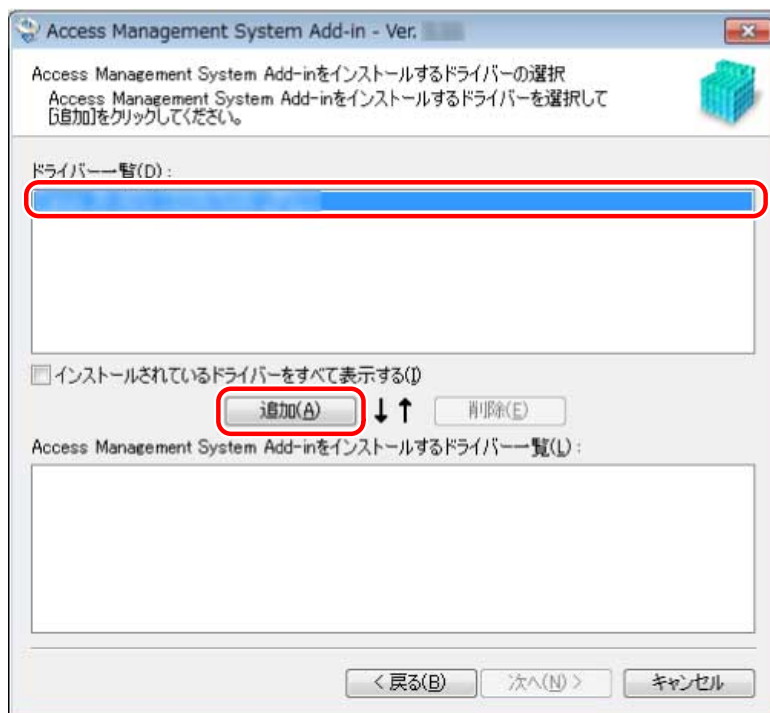 Access Management System Add-in - Ver.
Access Management System Add-inをインストールするドライバーの選択
Access Management System Add-inをインストールするドライバーを選択して
[追加]をクリックしてください。
ドライバー一覧(D):
インストールされているドライバーをすべて表示する(I)
追加(A) ↓↑ 削除(E)
Access Management System Add-inをインストールするドライバー一覧(L):
< 戻る(B) 次へ(N) > キャンセル